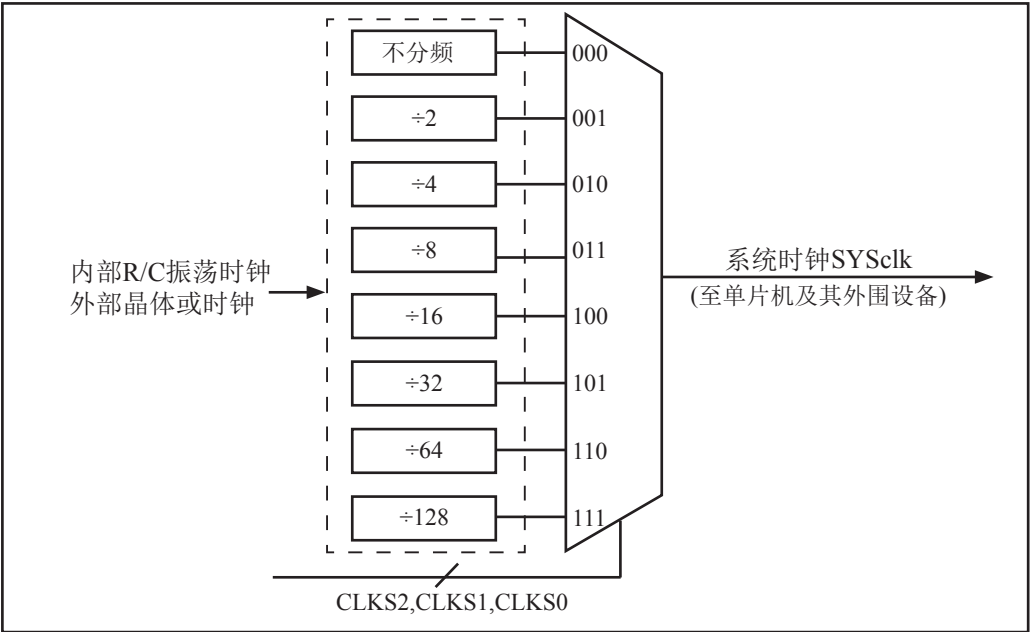 不分频
000
÷2
001
÷4
010
÷8
011
÷16
100
÷32
101
÷64
110
÷128
111
内部R/C振荡时钟
外部晶体或时钟
系统时钟SYSclk
(至单片机及其外围设备)
CLKS2,CLKS1,CLKS0